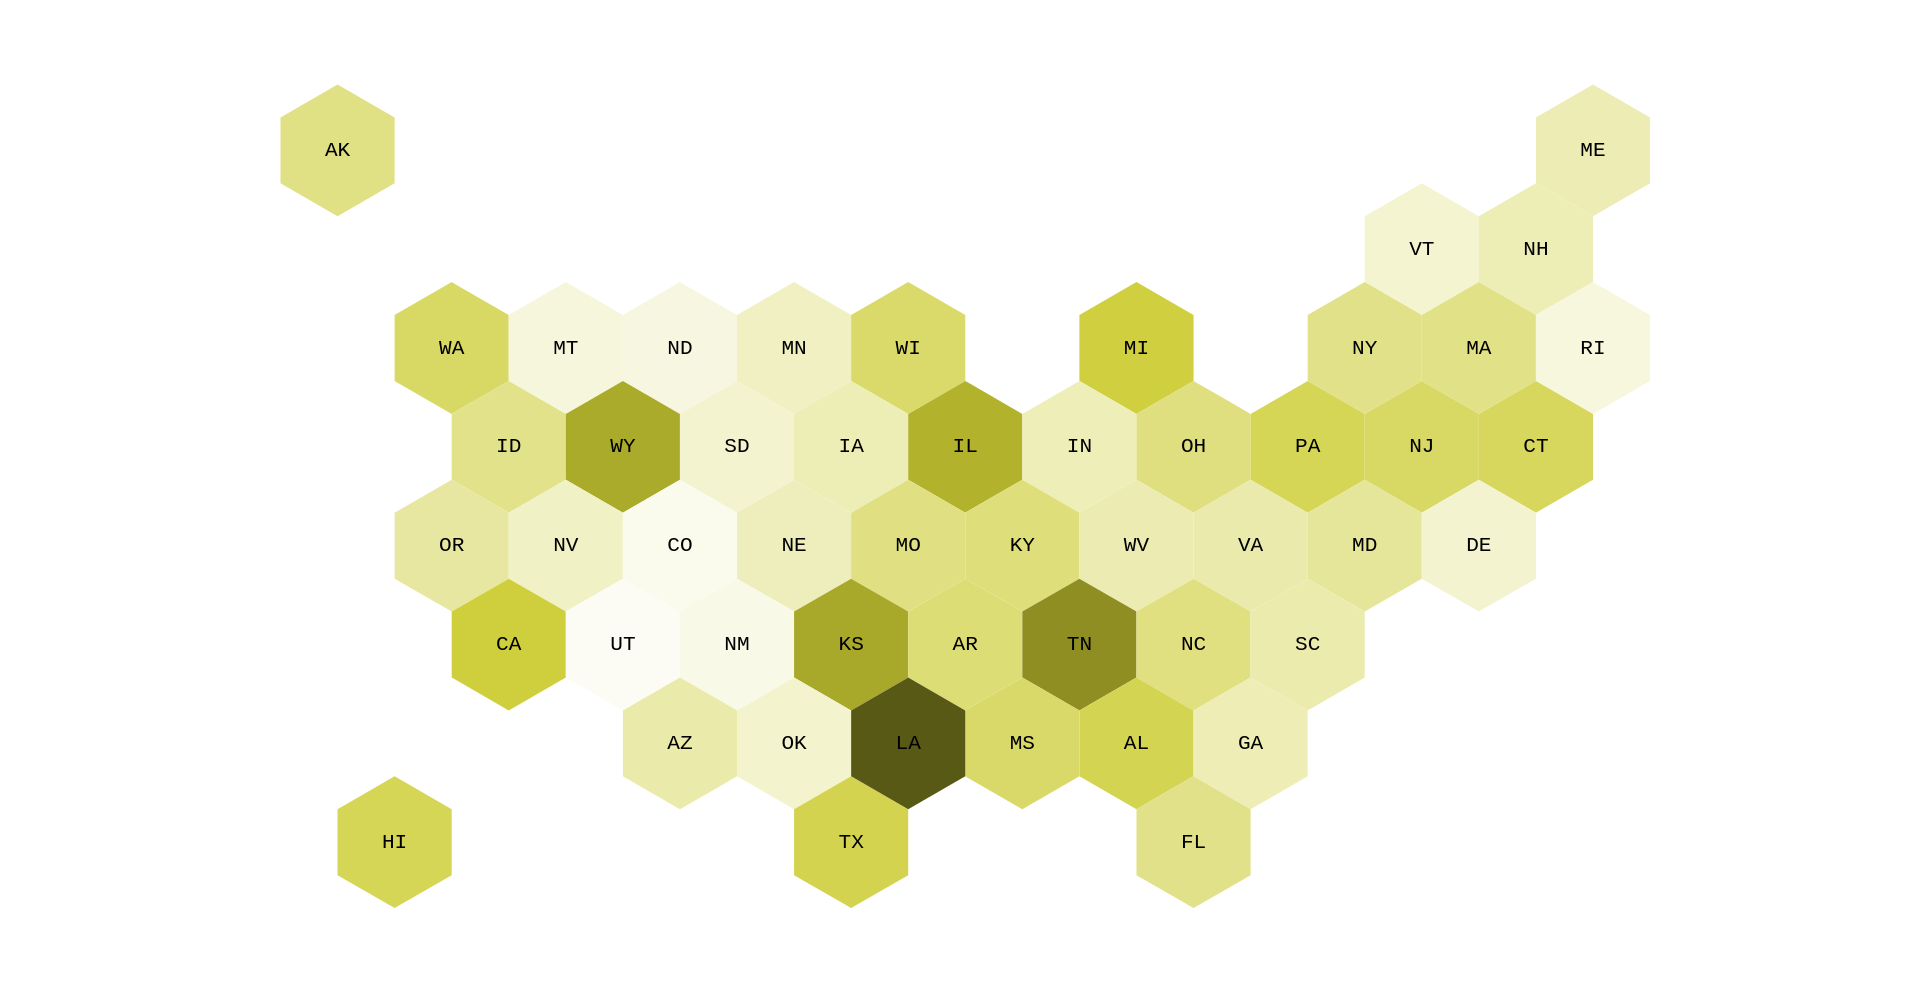 AK ME
VT NH
WA MT ND MN WI MI NY MA RI
ID WY SD IA IL IN OH PA NJ CT
OR NV CO NE MO KY WV VA MD DE
CA UT NM KS AR TN NC SC
AZ OK LA MS AL GA
HI TX FL